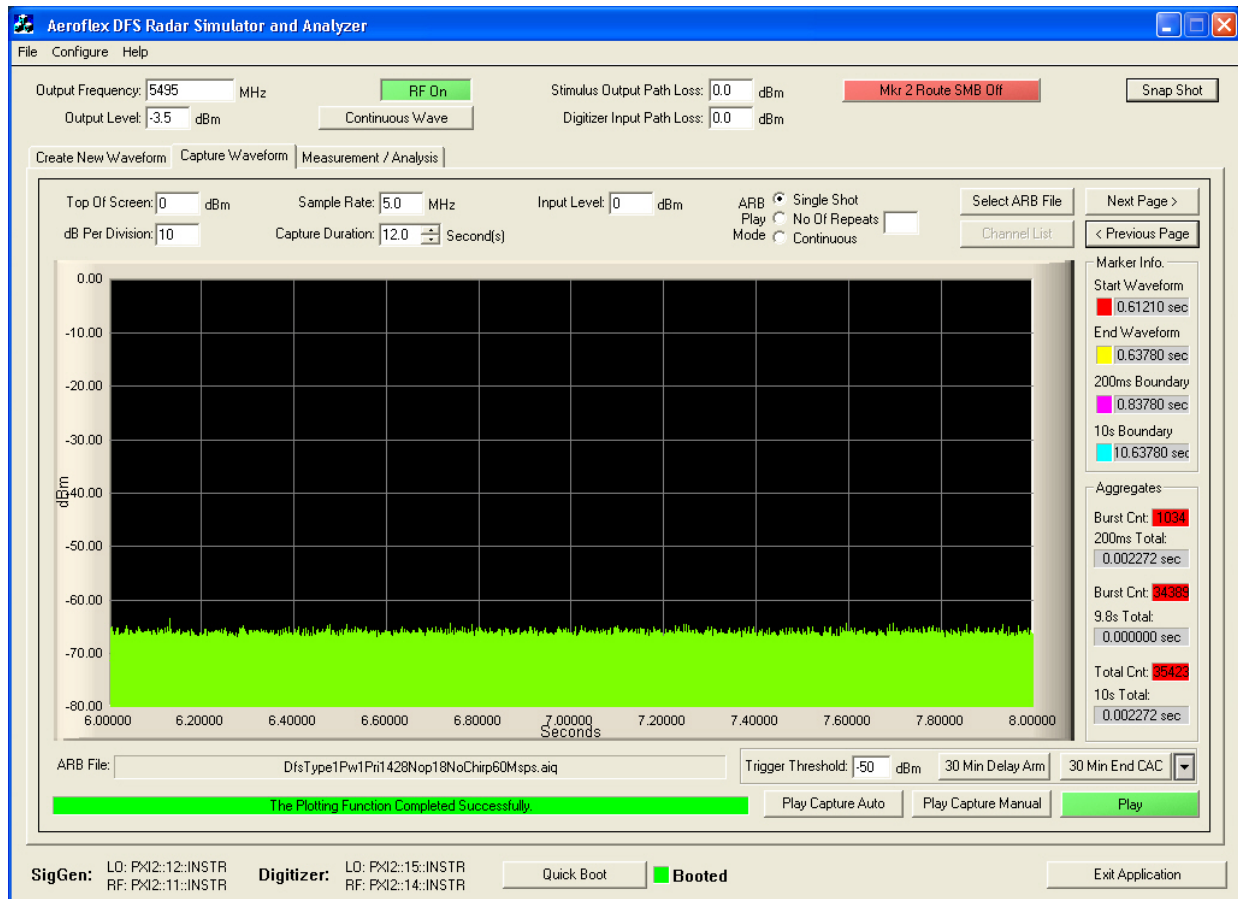 Aeroflex DFS Radar Simulator and Analyzer
File Configure Help
Output Frequency: 5495 MHz RF On Stimulus Output Path Loss: 0.0 dBm Mkr 2 Route SMB Off Snap Shot
Output Level: -3.5 dBm Continuous Wave Digitizer Input Path Loss: 0.0 dBm
Create New Waveform Capture Waveform Measurement / Analysis
Top Of Screen: 0 dBm Sample Rate: 5.0 MHz Input Level: 0 dBm ARB Play Mode Single Shot Select ARB File Next Page >
No Of Repeats
dB Per Division: 10 Capture Duration: 12.0 Second(s) Continuous Channel List < Previous Page
0.00
-10.00
-20.00
-30.00
-40.00
-50.00
-60.00
-70.00
-80.00
dBm
6.00000 6.20000 6.40000 6.60000 6.80000 7.00000 7.20000 7.40000 7.60000 7.80000 8.00000
Seconds
Marker Info.
Start Waveform
0.61210 sec
End Waveform
0.63780 sec
200ms Boundary
0.83780 sec
10s Boundary
10.63780 sec
Aggregates
Burst Cnt: 1034
200ms Total:
0.002272 sec
Burst Cnt: 34389
9.8s Total:
0.000000 sec
Total Cnt: 35423
10s Total:
0.002272 sec
ARB File: DfsType1Pw1Pri1428Nop18NoChirp60Msps.aiq Trigger Threshold: -50 dBm 30 Min Delay Arm 30 Min End CAC
The Plotting Function Completed Successfully. Play Capture Auto Play Capture Manual Play
SigGen: LO: PXI2::12::INSTR Digitizer: LO: PXI2::15::INSTR Quick Boot Booted Exit Application
RF: PXI2::11::INSTR RF: PXI2::14::INSTR